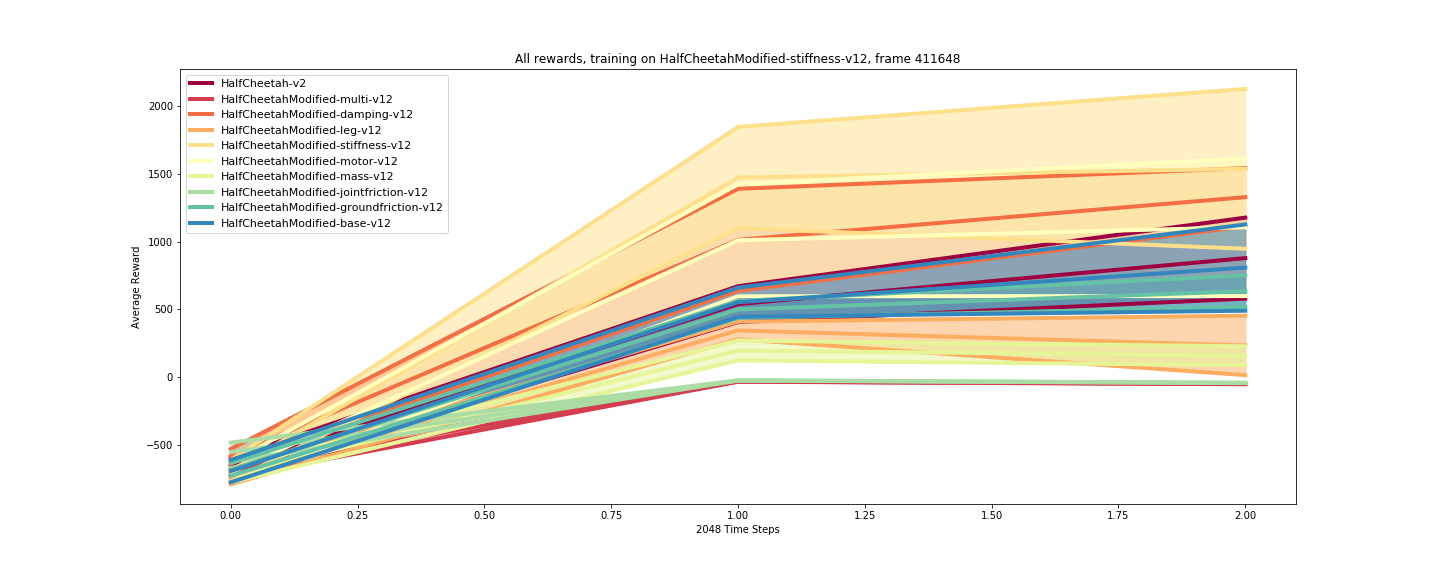 All rewards, training on HalfCheetahModified-stiffness-v12, frame 411648
HalfCheetah-v2
HalfCheetahModified-multi-v12
HalfCheetahModified-damping-v12
HalfCheetahModified-leg-v12
HalfCheetahModified-stiffness-v12
HalfCheetahModified-motor-v12
HalfCheetahModified-mass-v12
HalfCheetahModified-jointfriction-v12
HalfCheetahModified-groundfriction-v12
HalfCheetahModified-base-v12
2000
1500
1000
500
0
−500
Average Reward
0.00 0.25 0.50 0.75 1.00 1.25 1.50 1.75 2.00
2048 Time Steps